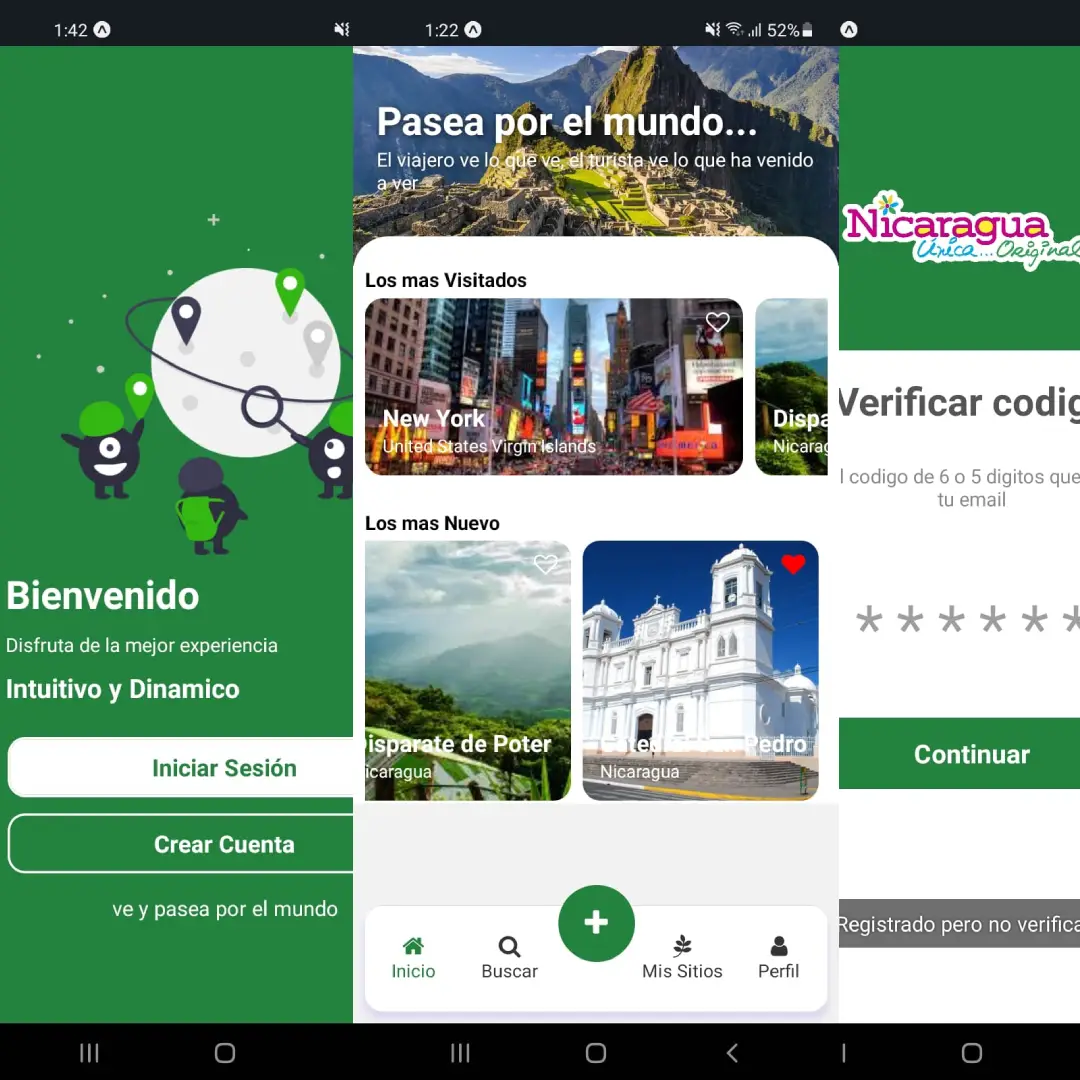 1:42
Bienvenido
Disfruta de la mejor experiencia
Intuitivo y Dinamico
Iniciar Sesión
Crear Cuenta
ve y pasea por el mundo
1:22
52%
Pasea por el mundo...
El viajero ve lo que ve, el turista ve lo que ha venido
a ver
Los mas Visitados
New York
United States Virgin Islands
Dispa
Nicarag
Los mas Nuevo
isparate de Poter
icaragua
Pedro
Nicaragua
Inicio
Buscar
Mis Sitios
Perfil
Nicaragua
Única... Original
Verificar codig
l codigo de 6 o 5 digitos que
tu email
* * * * * *
Continuar
Registrado pero no verifica